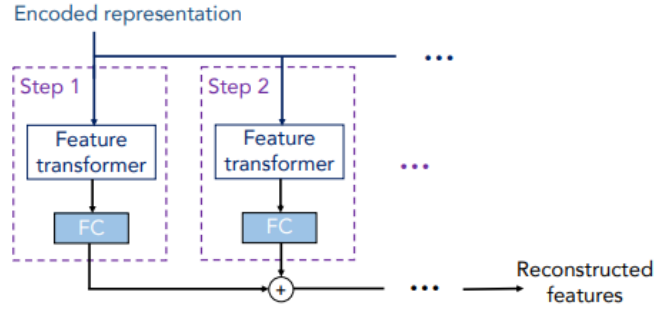 Encoded representation
...
Step 1
Step 2
Feature
transformer
Feature
transformer
...
FC
FC
+
...
Reconstructed
features